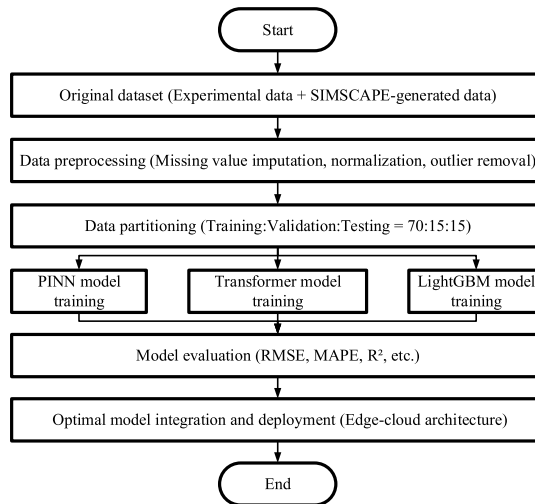 Start
Original dataset (Experimental data + SIMSCAPE-generated data)
Data preprocessing (Missing value imputation, normalization, outlier removal)
Data partitioning (Training:Validation:Testing = 70:15:15)
PINN model
training
Transformer model
training
LightGBM model
training
Model evaluation (RMSE, MAPE, R², etc.)
Optimal model integration and deployment (Edge-cloud architecture)
End